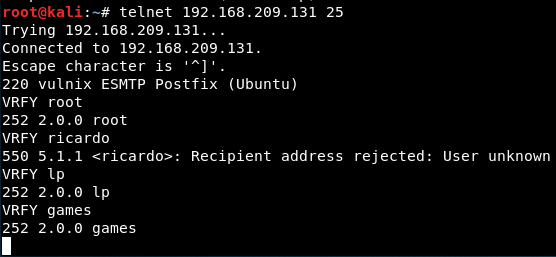 root@kali:~# telnet 192.168.209.131 25
Trying 192.168.209.131...
Connected to 192.168.209.131.
Escape character is '^]'.
220 vulnix ESMTP Postfix (Ubuntu)
VRFY root
252 2.0.0 root
VRFY ricardo
550 5.1.1 <ricardo>: Recipient address rejected: User unknown
VRFY lp
252 2.0.0 lp
VRFY games
252 2.0.0 games